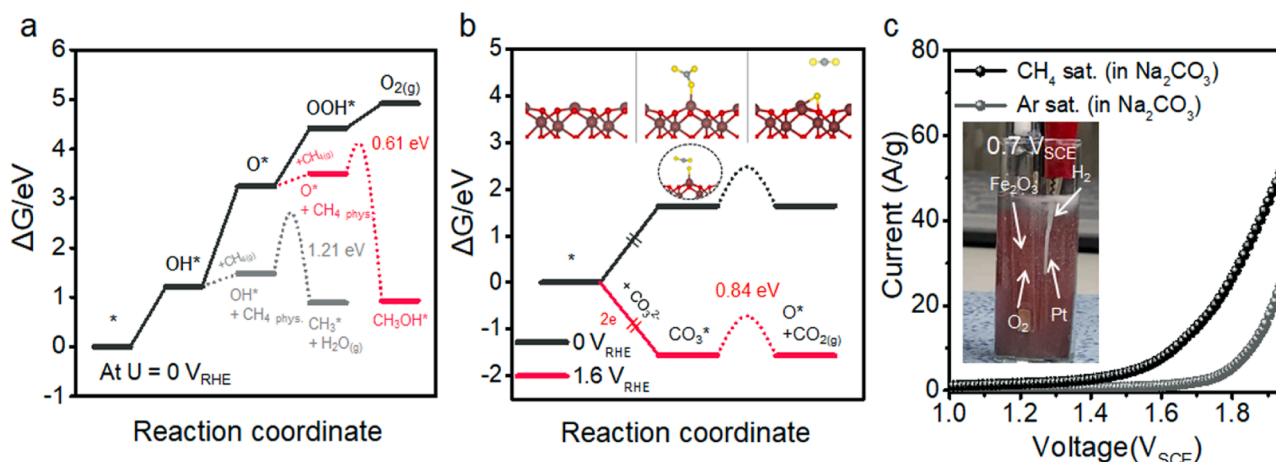 a
6
5
4
3
2
1
0
-1
ΔG/eV
*
OH*
O*
OOH*
O2(g)
+CH4(g)
O*
+ CH4 phys.
0.61 eV
+CH4(g)
OH*
+ CH4 phys.
1.21 eV
CH3*
+ H2O(g)
CH3OH*
At U = 0 VRHE
Reaction coordinate
b
5
4
3
2
1
0
-1
-2
ΔG/eV
*
+ CO3-2
2e
CO3*
0.84 eV
O*
+CO2(g)
0 VRHE
1.6 VRHE
Reaction coordinate
c
80
60
40
20
0
Current (A/g)
CH4 sat. (in Na2CO3)
Ar sat. (in Na2CO3)
0.7 VSCE
Fe2O3
H2
O2
Pt
1.0
1.2
1.4
1.6
1.8
Voltage(VSCE)